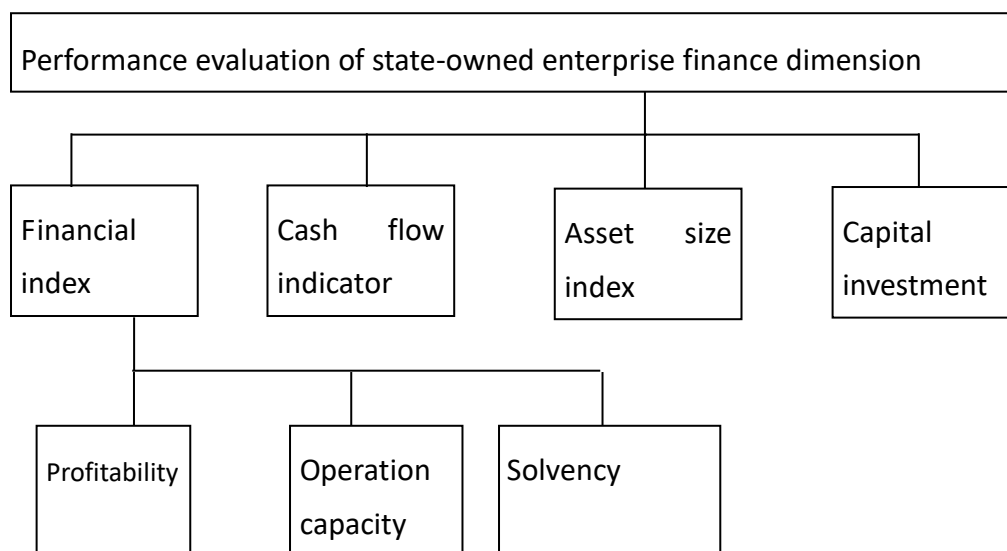 Performance evaluation of state-owned enterprise finance dimension
Financial
index
Cash flow
indicator
Asset size
index
Capital
investment
Profitability
Operation
capacity
Solvency